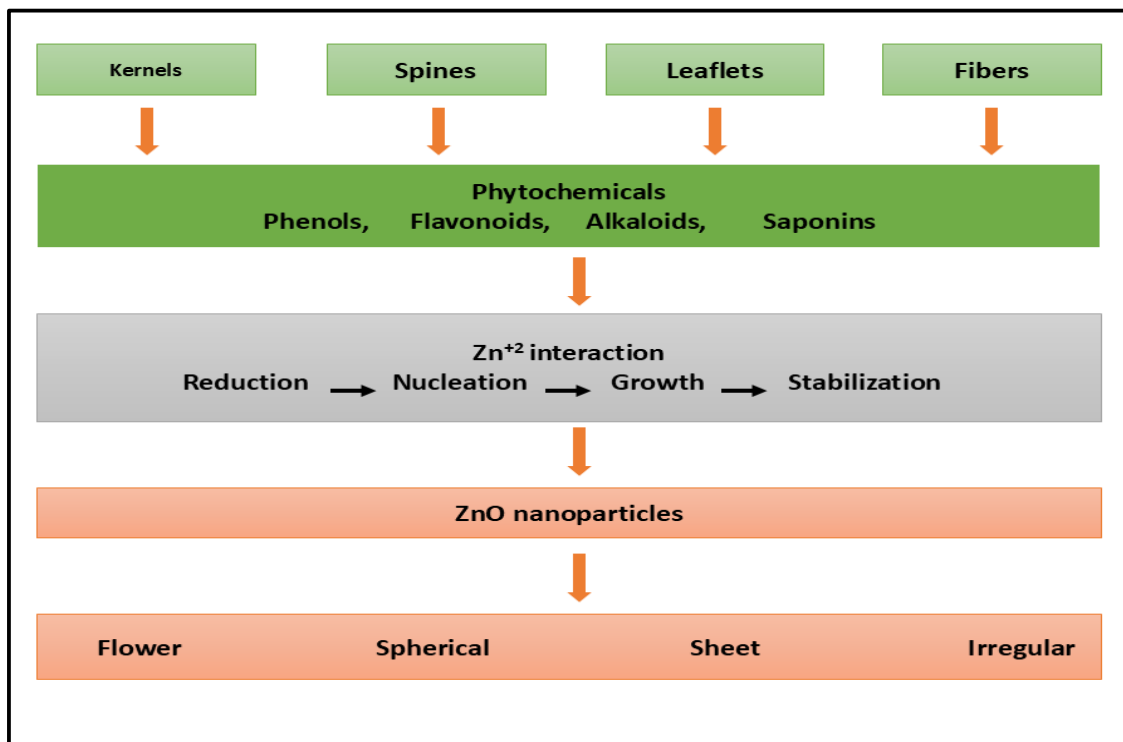 Kernels Spines Leaflets Fibers
Phytochemicals
Phenols, Flavonoids, Alkaloids, Saponins
Zn⁺² interaction
Reduction Nucleation Growth Stabilization
ZnO nanoparticles
Flower Spherical Sheet Irregular